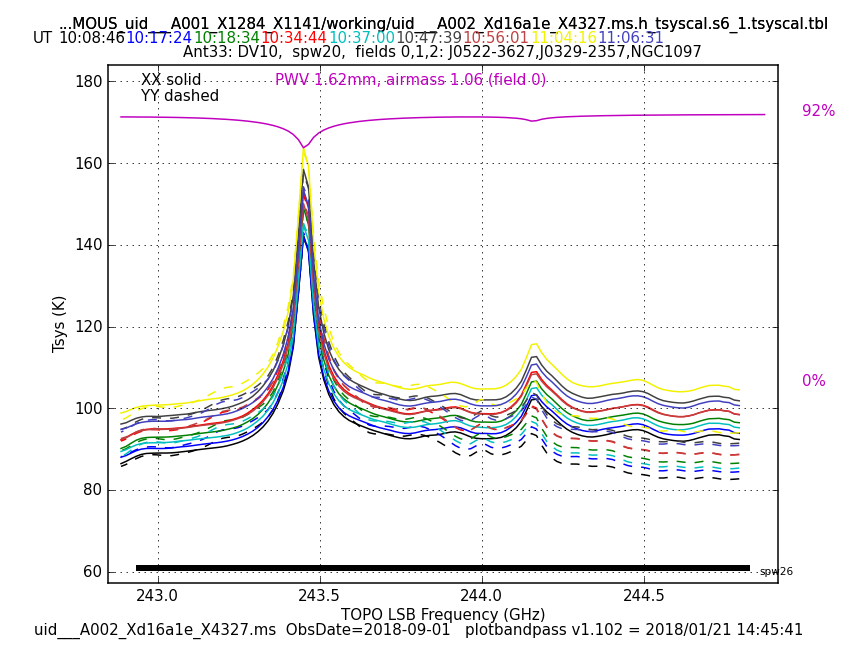 ...MOUS_uid___A001_X1284_X1141/working/uid___A002_Xd16a1e_X4327.ms.h_tsyscal.s6_1.tsyscal.tbl
UT 10:08:46 10:17:24 10:18:34 10:34:44 10:37:00 10:47:39 10:56:01 11:04:16 11:06:31
Ant33: DV10,  spw20,  fields 0,1,2: J0522-3627,J0329-2357,NGC1097
XX solid
PWV 1.62mm, airmass 1.06 (field 0)
YY dashed
92%
0%
180
160
140
120
100
80
60
Tsys (K)
spw26
243.0 243.5 244.0 244.5
TOPO LSB Frequency (GHz)
uid___A002_Xd16a1e_X4327.ms  ObsDate=2018-09-01   plotbandpass v1.102 = 2018/01/21 14:45:41